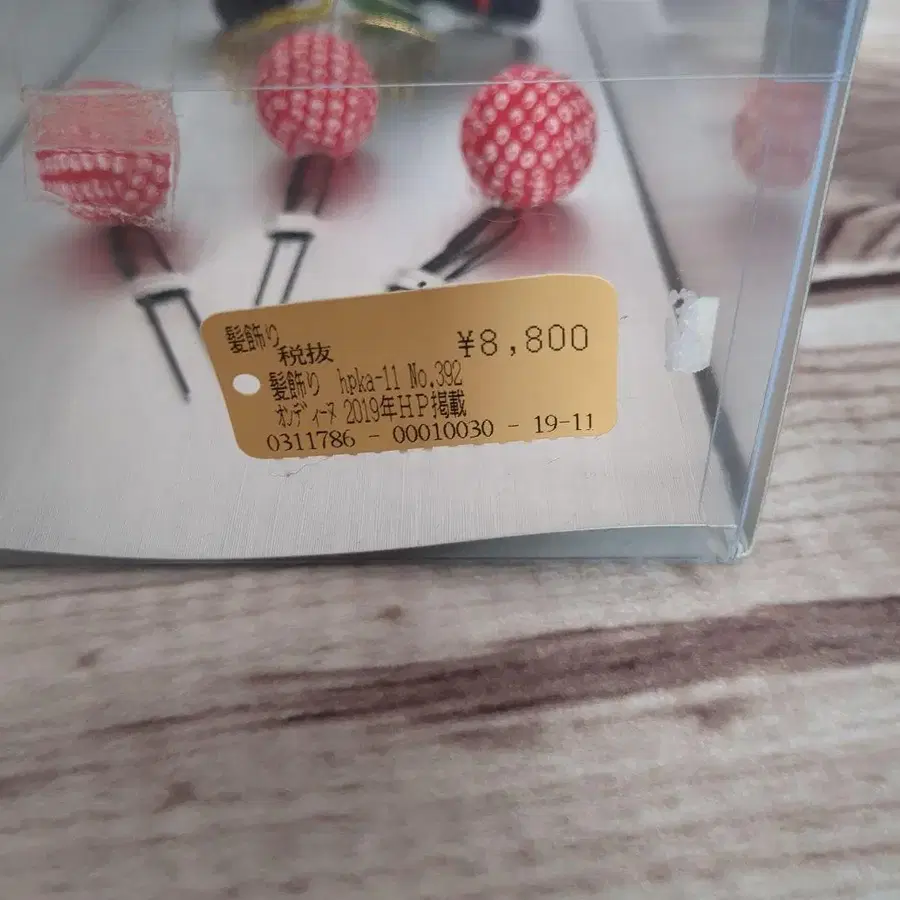 髪飾り
税抜 ¥8,800
髪飾り hpka-11 No.392
ｵﾝﾃﾞｨｰﾇ 2019年HP掲載
0311786 - 00010030 - 19-11